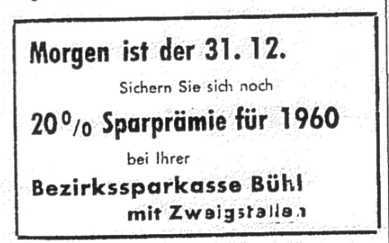 Morgen ist der 31. 12.
Sichern Sie sich noch
20% Sparprämie für 1960
bei Ihrer
Bezirkssparkasse Bühl
mit Zweigstellen